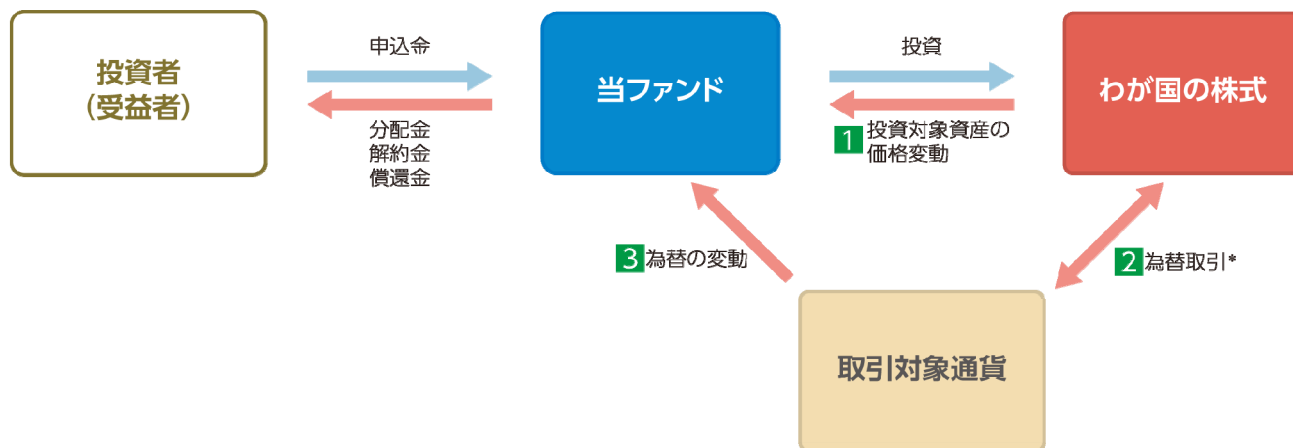 投資者
(受益者)
申込金
分配金
解約金
償還金
当ファンド
投資
1 投資対象資産の
価格変動
わが国の株式
3 為替の変動
2 為替取引*
取引対象通貨